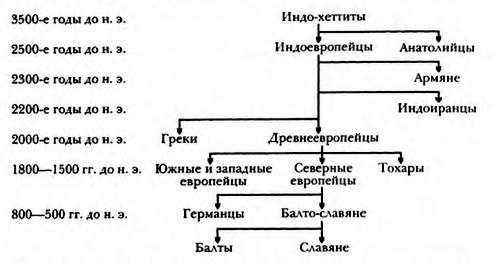 3500-е годы до н. э. Индо-хеттиты
2500-е годы до н. э. Индоевропейцы Анатолийцы
2300-е годы до н. э. Армяне
2200-е годы до н. э. Индоиранцы
2000-е годы до н. э. Греки Древнеевропейцы
1800—1500 гг. до н. э. Южные и западные европейцы Северные европейцы Тохары
800—500 гг. до н. э. Германцы Балто-славяне
Балты Славяне